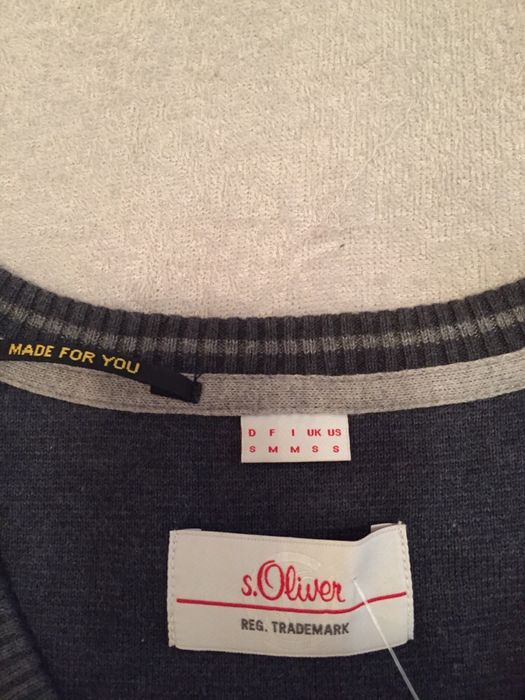 MADE FOR YOU
D F I UK US
S M M S S
s.Oliver
REG. TRADEMARK